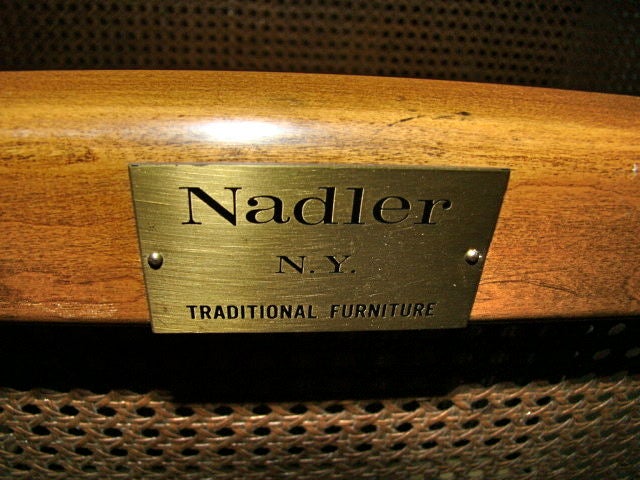 Nadler
N.Y.
TRADITIONAL FURNITURE